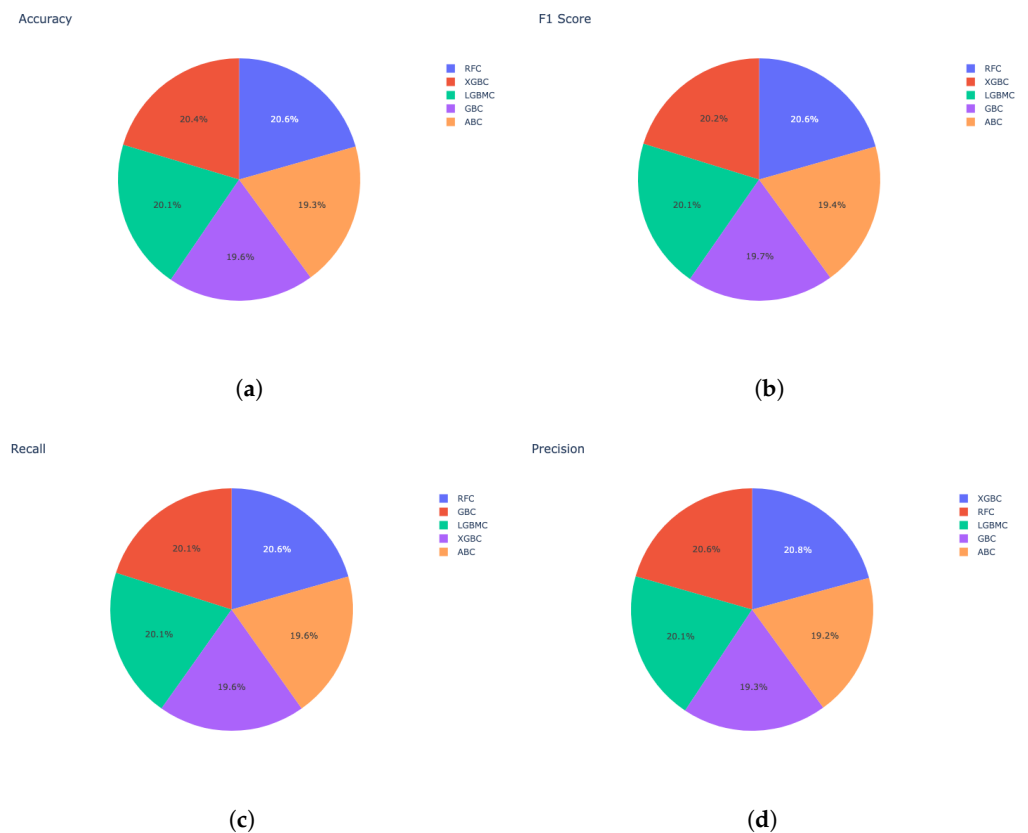 Accuracy
RFC
XGBC
LGBMC
GBC
ABC
20.4%
20.6%
20.1%
19.3%
19.6%
(a)
F1 Score
RFC
XGBC
LGBMC
GBC
ABC
20.2%
20.6%
20.1%
19.4%
19.7%
(b)
Recall
RFC
GBC
LGBMC
XGBC
ABC
20.1%
20.6%
20.1%
19.6%
19.6%
(c)
Precision
XGBC
RFC
LGBMC
GBC
ABC
20.6%
20.8%
20.1%
19.2%
19.3%
(d)